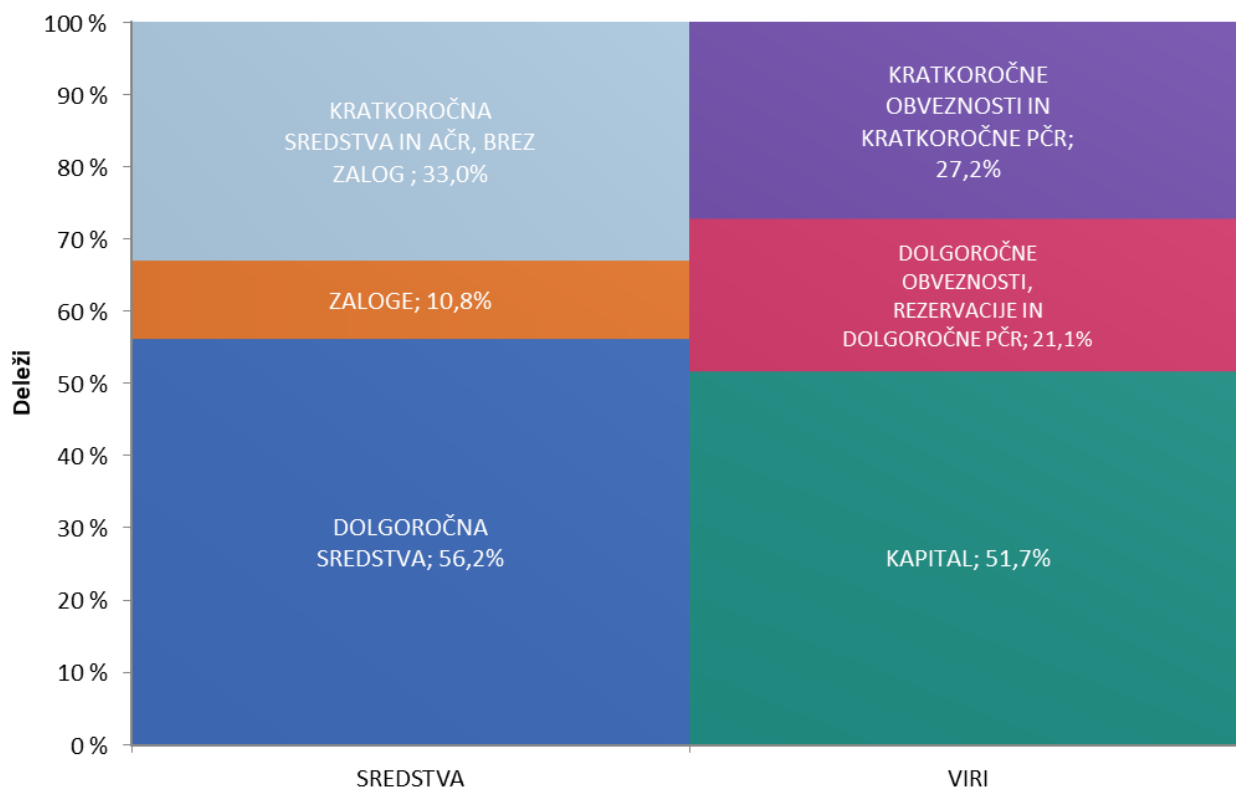 100 %
90 %
80 %
70 %
60 %
50 %
40 %
30 %
20 %
10 %
0 %
Deleži
KRATKOROČNA
SREDSTVA IN AČR, BREZ
ZALOG ; 33,0%
ZALOGE; 10,8%
DOLGOROČNA
SREDSTVA; 56,2%
KRATKOROČNE
OBVEZNOSTI IN
KRATKOROČNE PČR;
27,2%
DOLGOROČNE
OBVEZNOSTI,
REZERVACIJE IN
DOLGOROČNE PČR; 21,1%
KAPITAL; 51,7%
SREDSTVA
VIRI